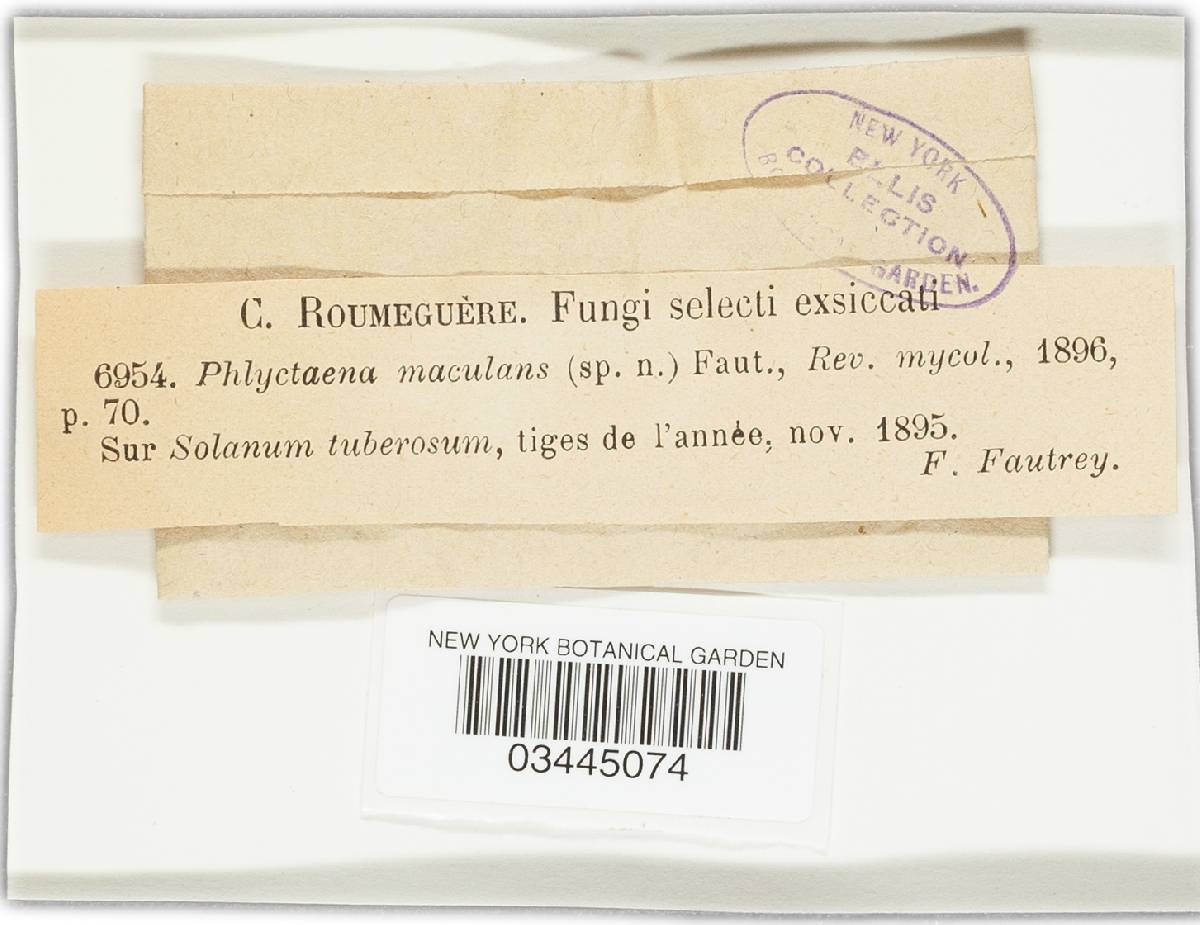 NEW YORK
ELLIS
COLLECTION
GARDEN.
C. ROUMEGUÈRE. Fungi selecti exsiccati
6954. Phlyctaena maculans (sp. n.) Faut., Rev. mycol., 1896,
p. 70.
Sur Solanum tuberosum, tiges de l'année, nov. 1895.
F. Fautrey.
NEW YORK BOTANICAL GARDEN
03445074